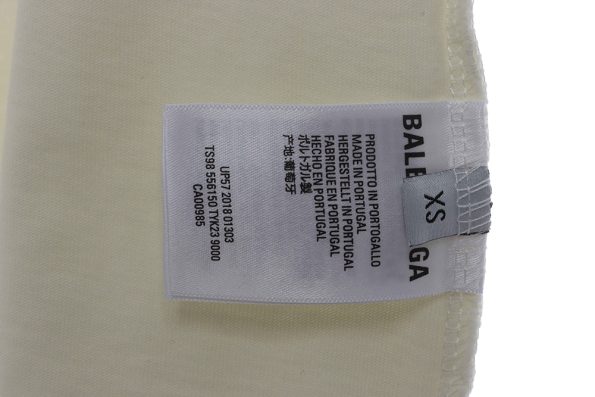 BALE GA
XS
PRODOTTO IN PORTOGALLO
MADE IN PORTUGAL
HERGESTELLT IN PORTUGAL
FABRIQUE EN PORTUGAL
HECHO EN PORTUGAL
ポルトガル製
产地:葡萄牙
UP57 2018 01303
TS98 556150 TYK23 9000
CA00985